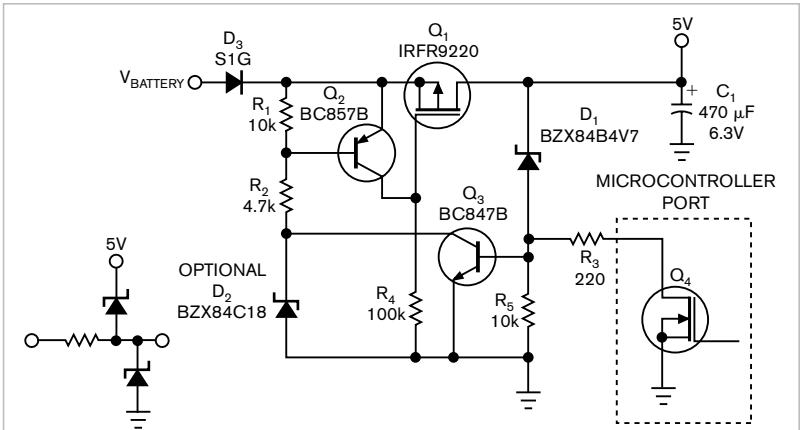 D₃
S1G
V_BATTERY
R₁
10k
Q₂
BC857B
Q₁
IRFR9220
5V
+
C₁
470 µF
6.3V
D₁
BZX84B4V7
R₂
4.7k
Q₃
BC847B
MICROCONTROLLER
PORT
5V
OPTIONAL
D₂
BZX84C18
R₄
100k
R₅
10k
R₃
220
Q₄